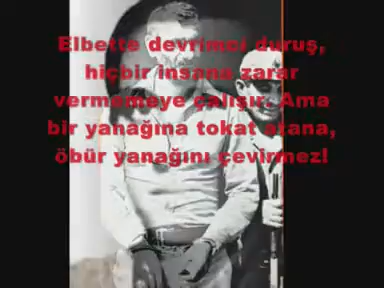 Elbette devrimci duruş,
hiçbir insana zarar
vermemeye çalışır. Ama
bir yanağına tokat atana,
öbür yanağını çevirmez!